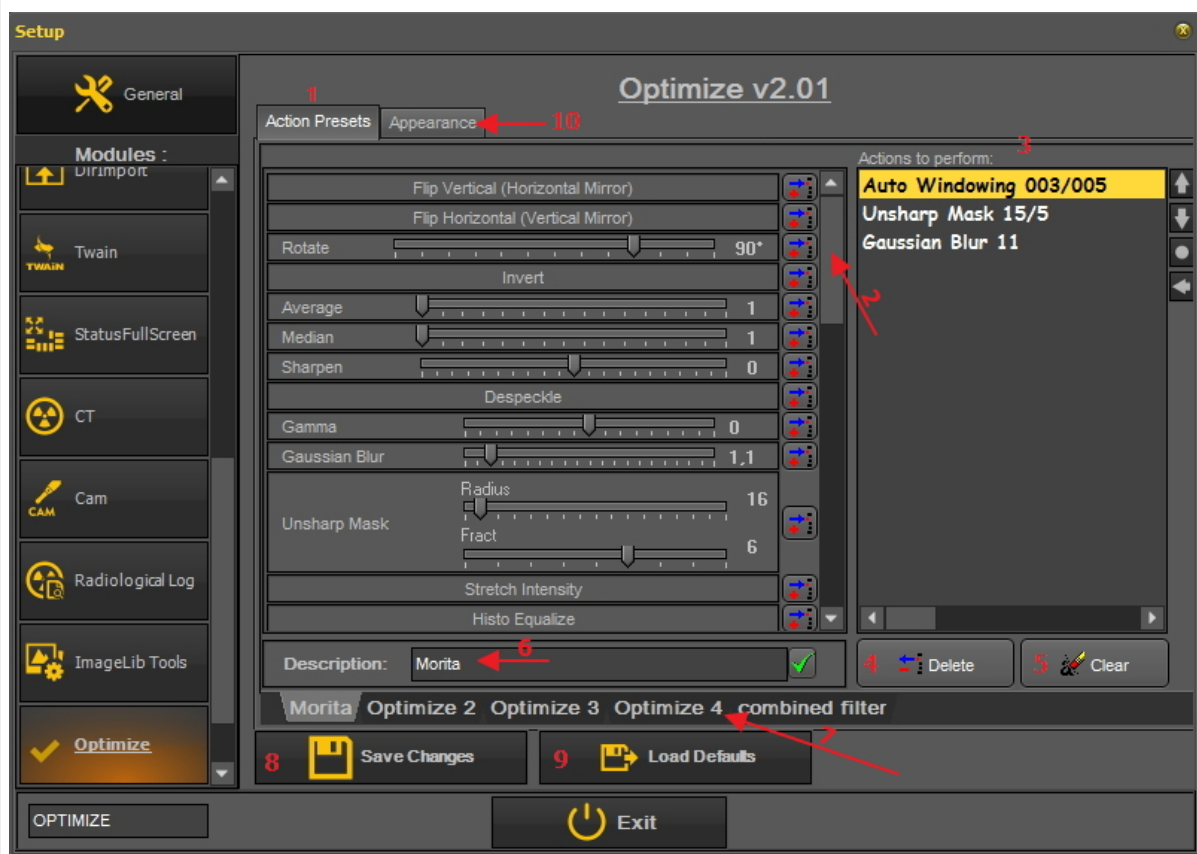 Setup
General
Modules :
DirImport
Twain
TWAIN
StatusFullScreen
CT
Cam
CAM
Radiological Log
ImageLib Tools
Optimize
OPTIMIZE
Optimize v2.01
1
Action Presets Appearance 10
Flip Vertical (Horizontal Mirror)
Flip Horizontal (Vertical Mirror)
Rotate 90°
Invert
Average 1
Median 1
Sharpen 0
Despeckle
Gamma 0
Gaussian Blur 1,1
Unsharp Mask
Radius 16
Fract 6
Stretch Intensity
Histo Equalize
2
Actions to perform: 3
Auto Windowing 003/005
Unsharp Mask 15/5
Gaussian Blur 11
Description: Morita 6
4 Delete
5 Clear
Morita Optimize 2 Optimize 3 Optimize 4 combined filter
7
8 Save Changes
9 Load Defaults
Exit